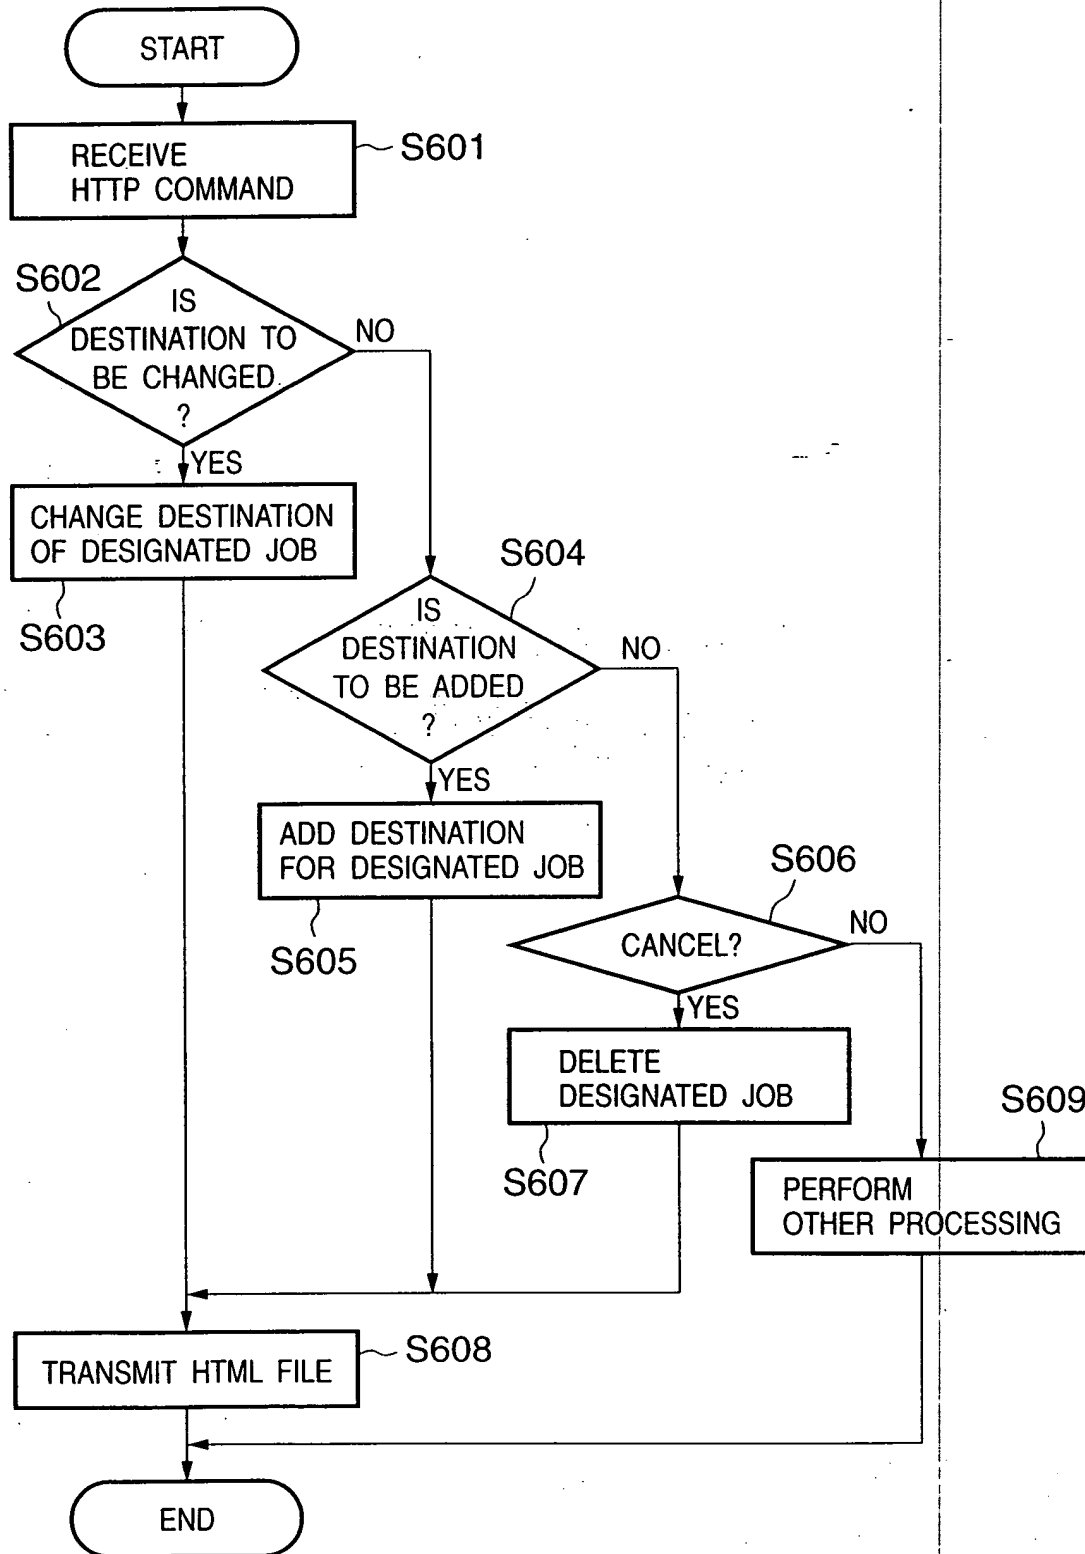 START
RECEIVE
HTTP COMMAND
S601
S602
IS
DESTINATION TO
BE CHANGED
?
NO
YES
CHANGE DESTINATION
OF DESIGNATED JOB
S603
S604
IS
DESTINATION
TO BE ADDED
?
NO
YES
ADD DESTINATION
FOR DESIGNATED JOB
S605
S606
CANCEL?
NO
YES
DELETE
DESIGNATED JOB
S607
S609
PERFORM
OTHER PROCESSING
TRANSMIT HTML FILE
S608
END